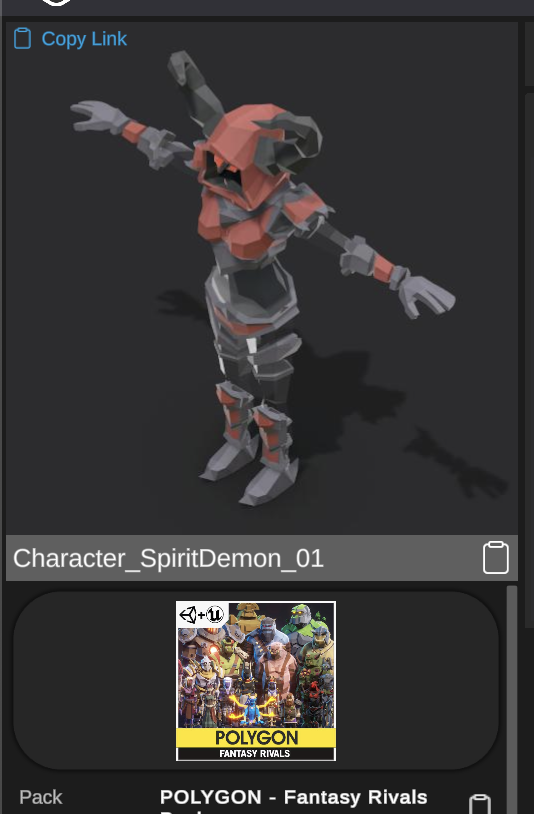 Copy Link
Character_SpiritDemon_01
+
POLYGON
FANTASY RIVALS
Pack
POLYGON - Fantasy Rivals